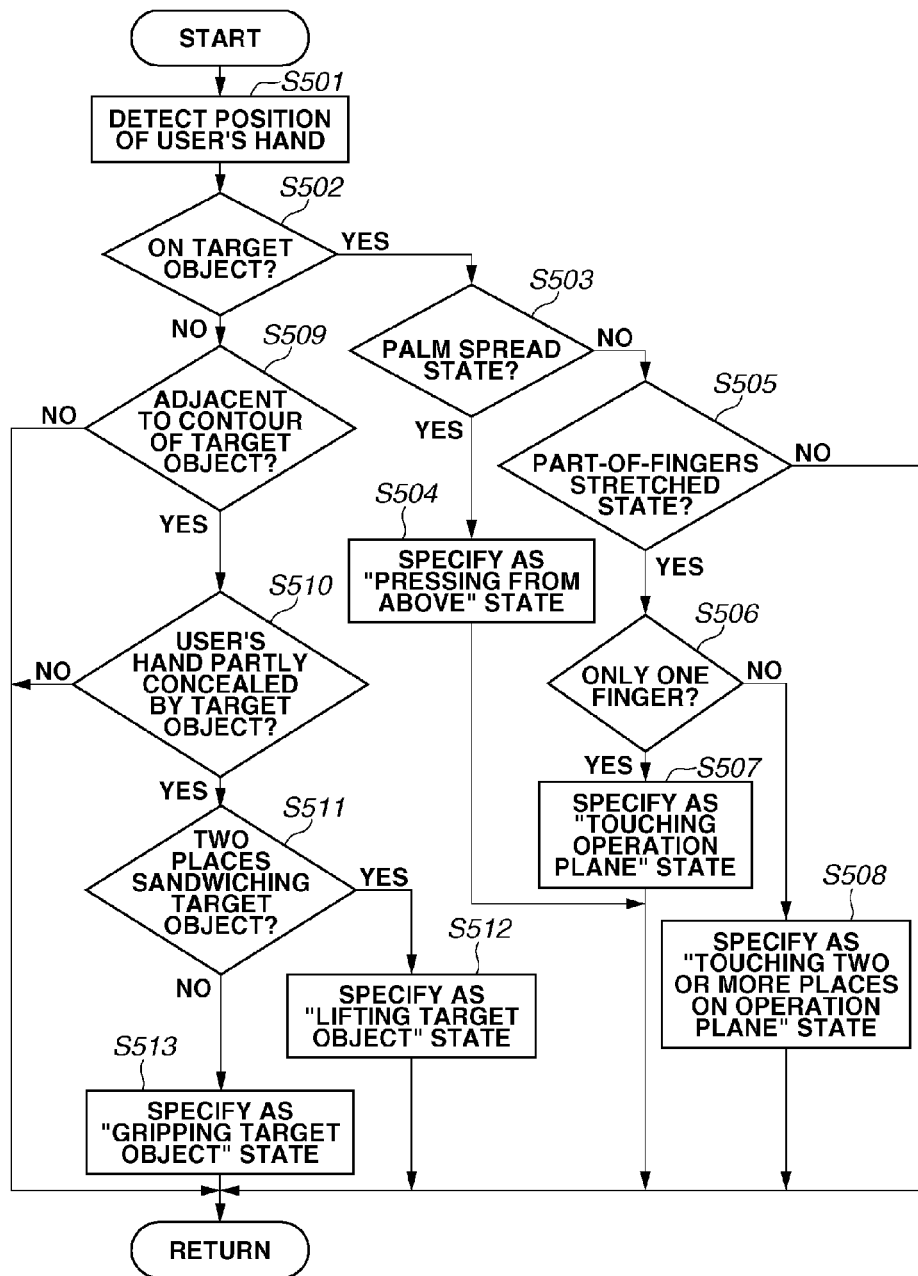 START
S501
DETECT POSITION
OF USER'S HAND
S502
ON TARGET
OBJECT?
YES
NO
S503
PALM SPREAD
STATE?
NO
YES
S504
SPECIFY AS
"PRESSING FROM
ABOVE" STATE
S505
PART-OF-FINGERS
STRETCHED
STATE?
NO
YES
S506
ONLY ONE
FINGER?
NO
YES
S507
SPECIFY AS
"TOUCHING
OPERATION
PLANE" STATE
S508
SPECIFY AS
"TOUCHING TWO
OR MORE PLACES
ON OPERATION
PLANE" STATE
S509
ADJACENT
TO CONTOUR
OF TARGET
OBJECT?
NO
YES
S510
USER'S
HAND PARTLY
CONCEALED
BY TARGET
OBJECT?
NO
YES
S511
TWO
PLACES
SANDWICHING
TARGET
OBJECT?
YES
NO
S512
SPECIFY AS
"LIFTING TARGET
OBJECT" STATE
S513
SPECIFY AS
"GRIPPING TARGET
OBJECT" STATE
RETURN